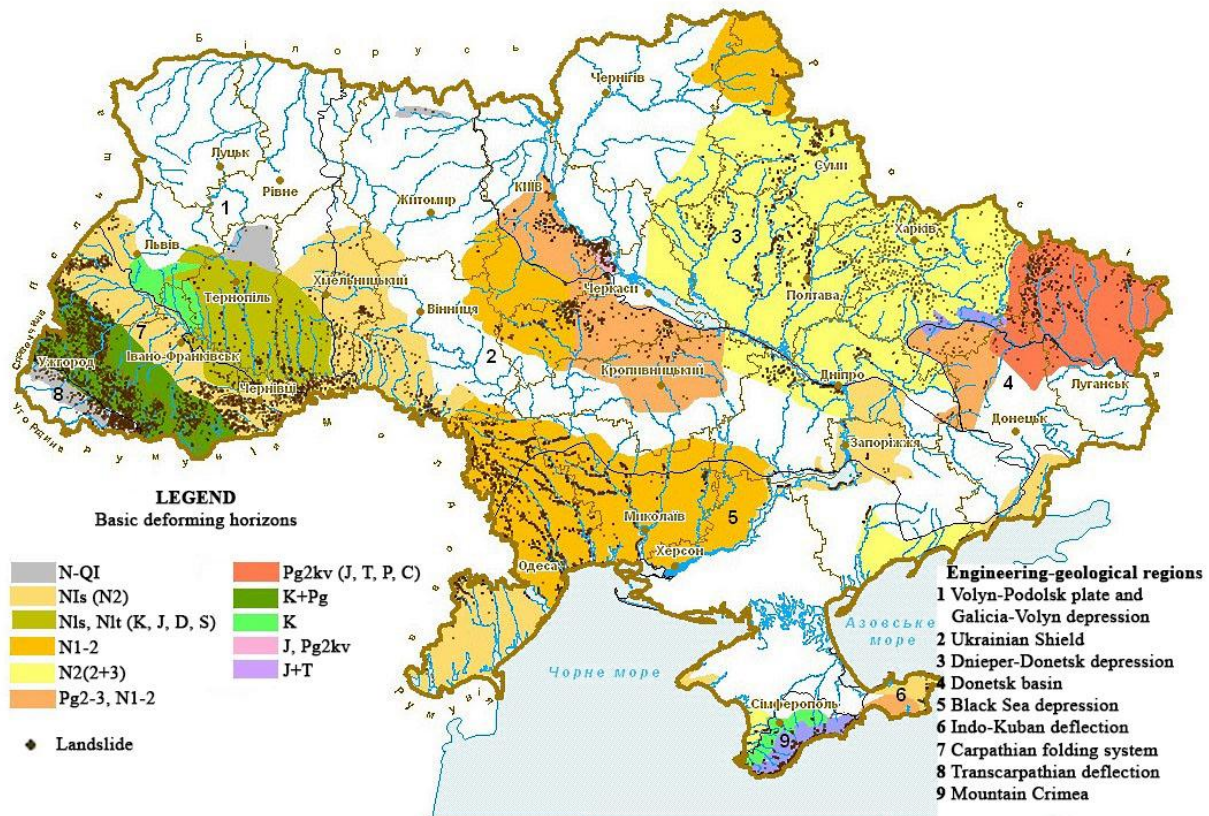 Б і л о р у с ь
Чернігів
Суми
Луцьк
Рівне
КИЇВ
Житомир
1
3
Харків
Львів
Хмельницький
Тернопіль
Черкаси
Полтава
Вінниця
7
Івано-Франківськ
2
Ужгород
Кропивницький
Дніпро
4
Луганськ
Чернівці
8
Донецьк
Запоріжжя
Угорщина
Румунія
Миколаїв
5
Херсон
Одеса
Румунія
Чорне море
Азовське
море
6
Сімферополь
9
LEGEND
Basic deforming horizons
N-QI
NIs (N2)
Nls, Nlt (K, J, D, S)
N1-2
N2(2+3)
Pg2-3, N1-2
Pg2kv (J, T, P, C)
K+Pg
K
J, Pg2kv
J+T
Landslide
Engineering-geological regions
1 Volyn-Podolsk plate and
Galicia-Volyn depression
2 Ukrainian Shield
3 Dnieper-Donetsk depression
4 Donetsk basin
5 Black Sea depression
6 Indo-Kuban deflection
7 Carpathian folding system
8 Transcarpathian deflection
9 Mountain Crimea